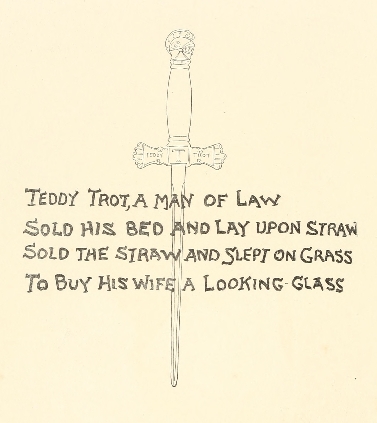 TEDDY TROT, A MAN OF LAW
SOLD HIS BED AND LAY UPON STRAW
SOLD THE STRAW AND SLEPT ON GRASS
TO BUY HIS WIFE A LOOKING-GLASS